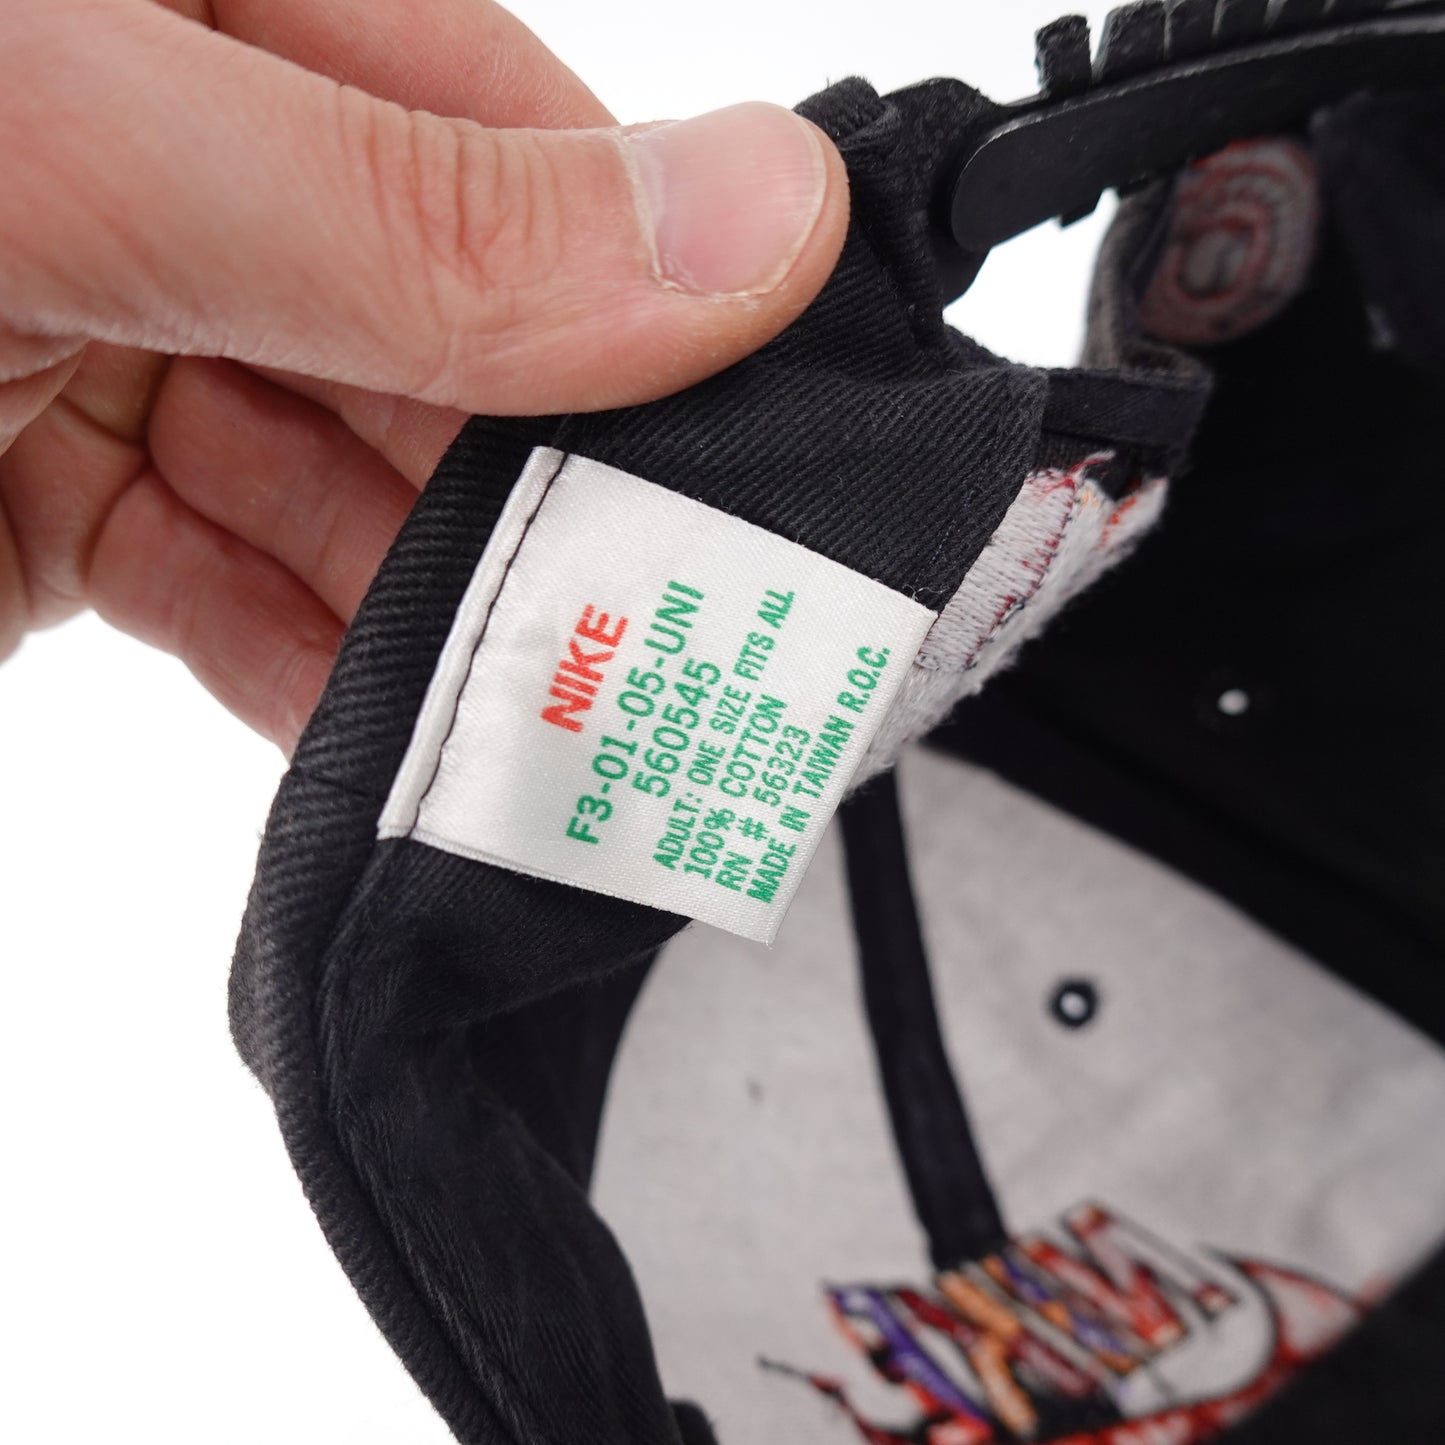 NIKE
F3-01-05-UNI
560545
ADULT: ONE SIZE FITS ALL
100% COTTON
RN # 56323
MADE IN TAIWAN R.O.C.